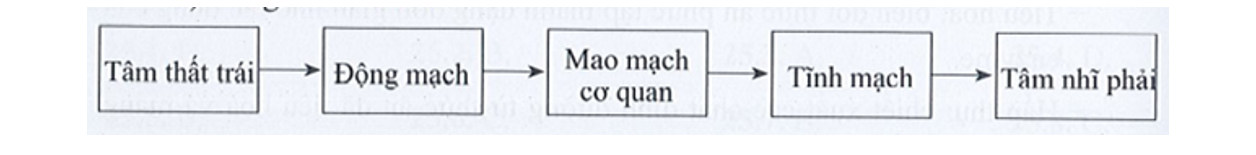 Tâm thất trái
Động mạch
Mao mạch
cơ quan
Tĩnh mạch
Tâm nhĩ phải